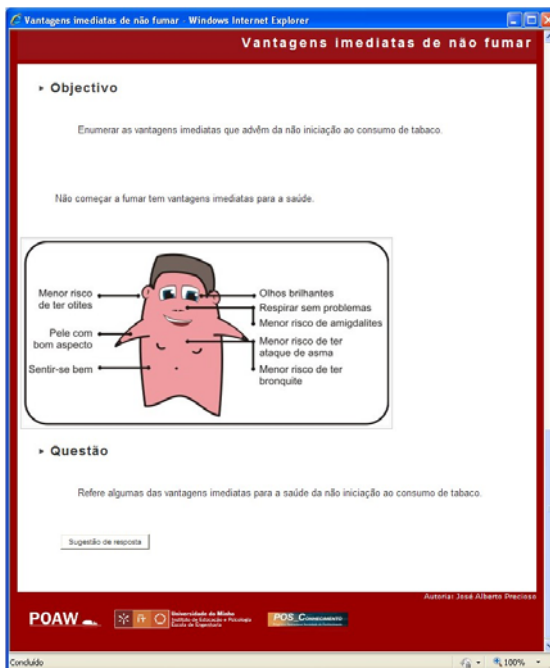 Vantagens imediatas de não fumar - Windows Internet Explorer
Vantagens imediatas de não fumar
Objectivo
Enumerar as vantagens imediatas que advêm da não iniciação ao consumo de tabaco.
Não começar a fumar tem vantagens imediatas para a saúde.
Menor risco
de ter otites
Pele com
bom aspecto
Sentir-se bem
Olhos brilhantes
Respirar sem problemas
Menor risco de amigdalites
Menor risco de ter
ataque de asma
Menor risco de ter
bronquite
Questão
Refere algumas das vantagens imediatas para a saúde da não iniciação ao consumo de tabaco.
Sugestão de resposta
Autoria: José Alberto Precioso
POAW
Universidade do Minho
Instituto de Educação e Psicologia
Escola de Engenharia
POS_Conhecimento
Concluído
100%